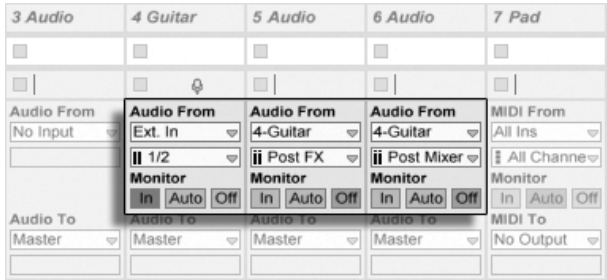 3 Audio 4 Guitar 5 Audio 6 Audio 7 Pad
Audio From Audio From Audio From Audio From MIDI From
No Input Ext. In 4-Guitar 4-Guitar All Ins
1/2 Post FX Post Mixer All Channe
Monitor Monitor Monitor Monitor
In Auto Off In Auto Off In Auto Off In Auto Off
Audio To Audio To Audio To Audio To MIDI To
Master Master Master Master No Output